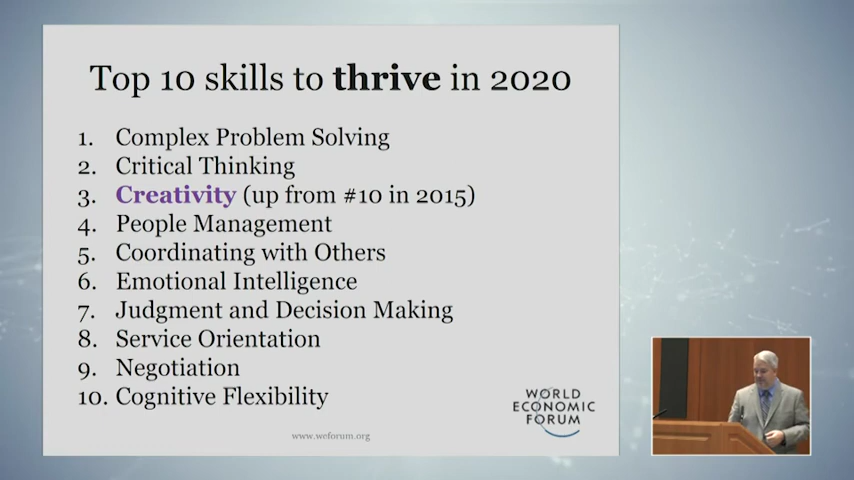 Top 10 skills to thrive in 2020
1. Complex Problem Solving
2. Critical Thinking
3. Creativity (up from #10 in 2015)
4. People Management
5. Coordinating with Others
6. Emotional Intelligence
7. Judgment and Decision Making
8. Service Orientation
9. Negotiation
10. Cognitive Flexibility
WORLD
ECONOMIC
FORUM
www.weforum.org